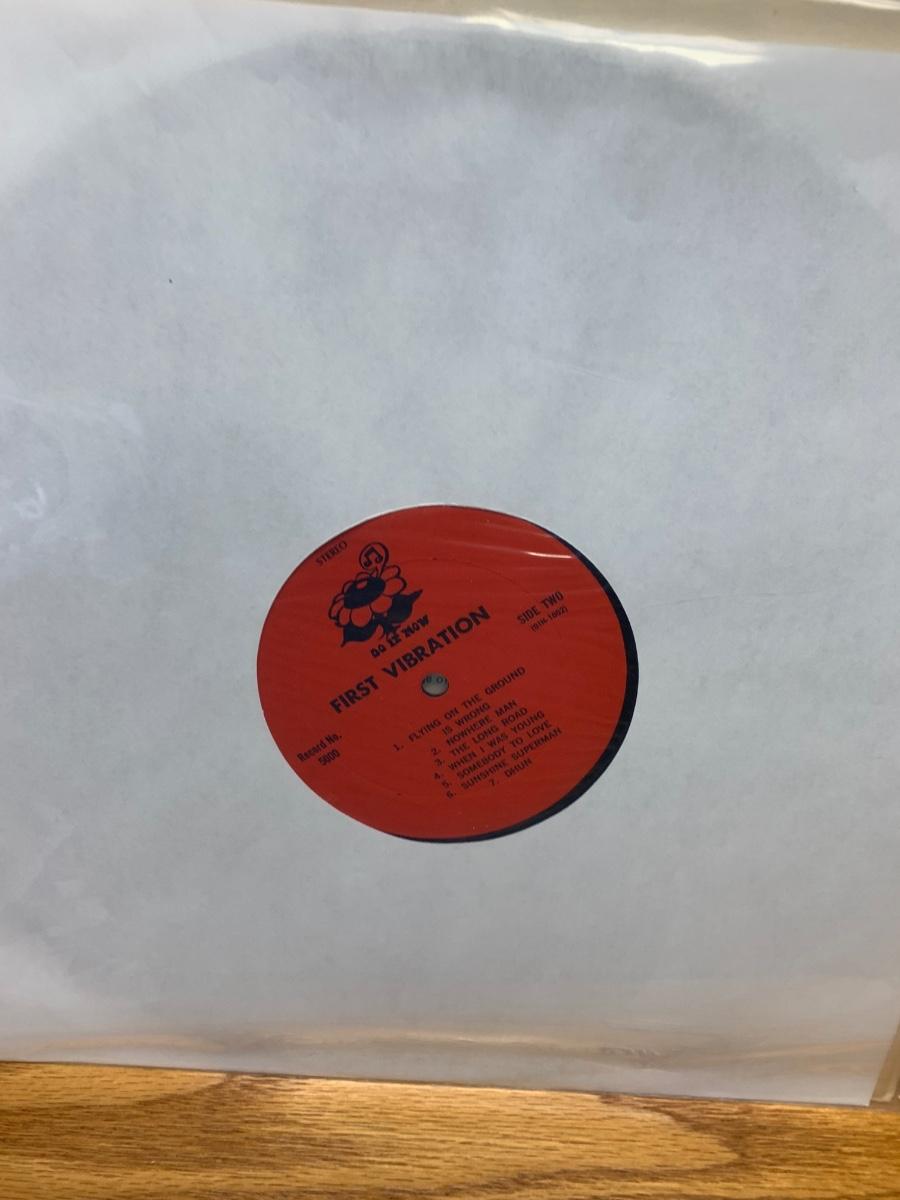 STEREO
DO IT NOW
FIRST VIBRATION
SIDE TWO
Record No.
5000
1. FLYING ON THE GROUND
IS WRONG
2. NOWHERE MAN
3. THE LONG ROAD
4. WHEN I WAS YOUNG
5. SOMEBODY TO LOVE
6. SUNSHINE SUPERMAN
7. DHUN